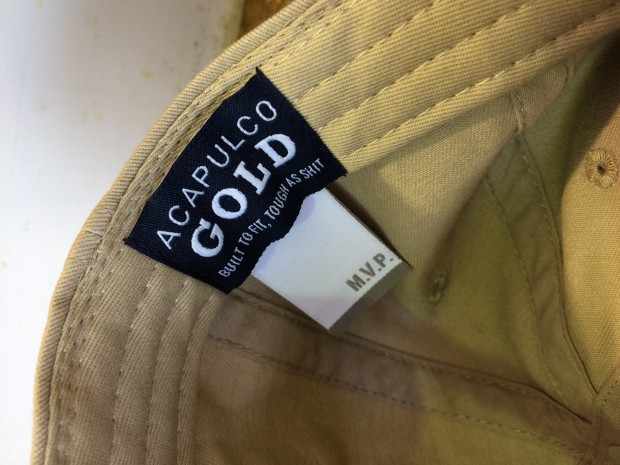 ACAPULCO
GOLD
BUILT TO FIT, TOUGH AS SHIT
M.V.P.